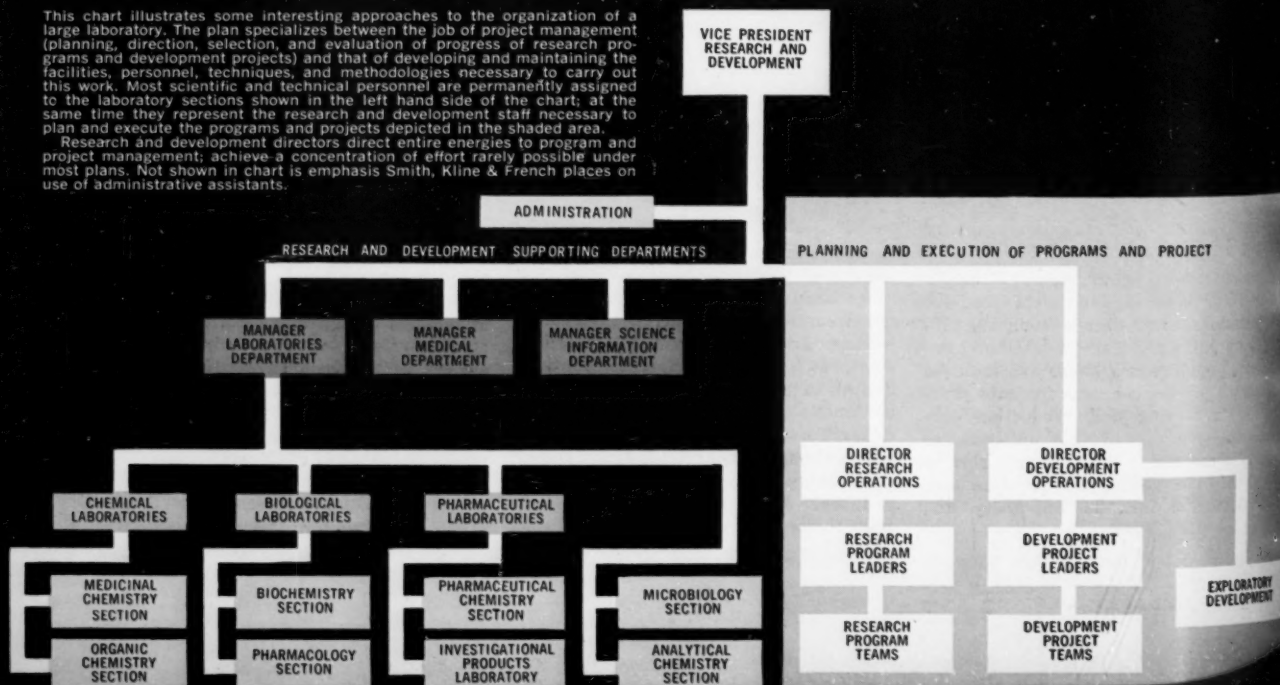 This chart illustrates some interesting approaches to the organization of a
large laboratory. The plan specializes between the job of project management
(planning, direction, selection, and evaluation of progress of research pro-
grams and development projects) and that of developing and maintaining the
facilities, personnel, techniques, and methodologies necessary to carry out
this work. Most scientific and technical personnel are permanently assigned
to the laboratory sections shown in the left hand side of the chart; at the
same time they represent the research and development staff necessary to
plan and execute the programs and projects depicted in the shaded area.
Research and development directors direct entire energies to program and
project management; achieve a concentration of effort rarely possible under
most plans. Not shown in chart is emphasis Smith, Kline & French places on
use of administrative assistants.
VICE PRESIDENT
RESEARCH AND
DEVELOPMENT
ADMINISTRATION
RESEARCH AND DEVELOPMENT SUPPORTING DEPARTMENTS
PLANNING AND EXECUTION OF PROGRAMS AND PROJECT
MANAGER
LABORATORIES
DEPARTMENT
MANAGER
MEDICAL
DEPARTMENT
MANAGER SCIENCE
INFORMATION
DEPARTMENT
DIRECTOR
RESEARCH
OPERATIONS
DIRECTOR
DEVELOPMENT
OPERATIONS
CHEMICAL
LABORATORIES
BIOLOGICAL
LABORATORIES
PHARMACEUTICAL
LABORATORIES
RESEARCH
PROGRAM
LEADERS
DEVELOPMENT
PROJECT
LEADERS
EXPLORATORY
DEVELOPMENT
MEDICINAL
CHEMISTRY
SECTION
BIOCHEMISTRY
SECTION
PHARMACEUTICAL
CHEMISTRY
SECTION
MICROBIOLOGY
SECTION
RESEARCH
PROGRAM
TEAMS
DEVELOPMENT
PROJECT
TEAMS
ORGANIC
CHEMISTRY
SECTION
PHARMACOLOGY
SECTION
INVESTIGATIONAL
PRODUCTS
LABORATORY
ANALYTICAL
CHEMISTRY
SECTION